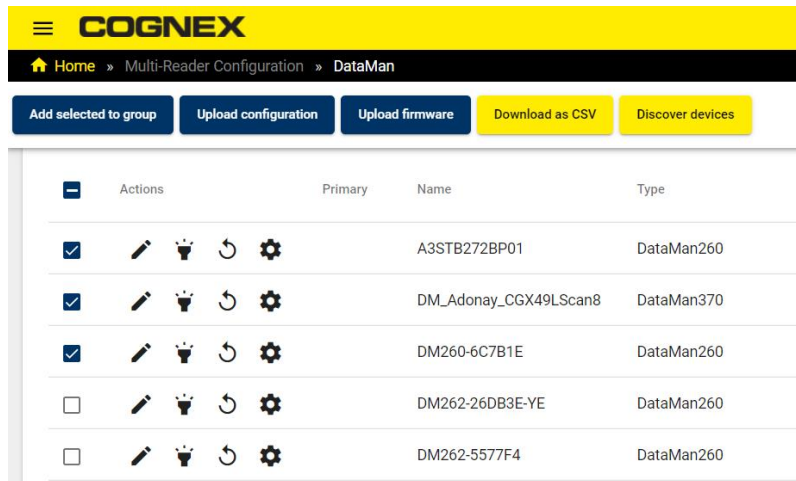 COGNEX
Home » Multi-Reader Configuration » DataMan
Add selected to group Upload configuration Upload firmware Download as CSV Discover devices
Actions Primary Name Type
A3STB272BP01 DataMan260
DM_Adonay_CGX49LScan8 DataMan370
DM260-6C7B1E DataMan260
DM262-26DB3E-YE DataMan260
DM262-5577F4 DataMan260